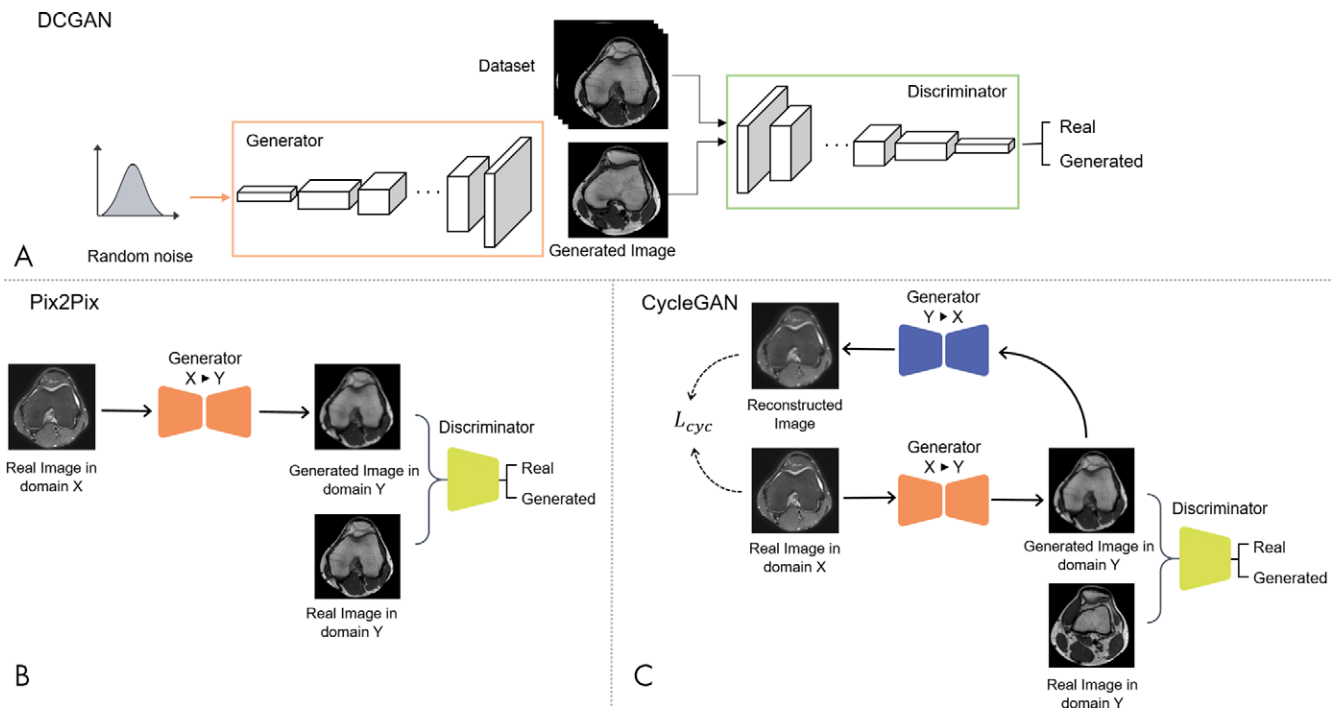 DCGAN
Dataset
Discriminator
Generator
Real
Generated
Random noise
Generated Image
A
Pix2Pix
Generator
X ▸ Y
Real Image in
domain X
Generated Image in
domain Y
Discriminator
Real
Generated
Real Image in
domain Y
B
CycleGAN
Generator
Y ▸ X
Reconstructed
Image
L_cyc
Generator
X ▸ Y
Real Image in
domain X
Generated Image in
domain Y
Discriminator
Real
Generated
Real Image in
domain Y
C